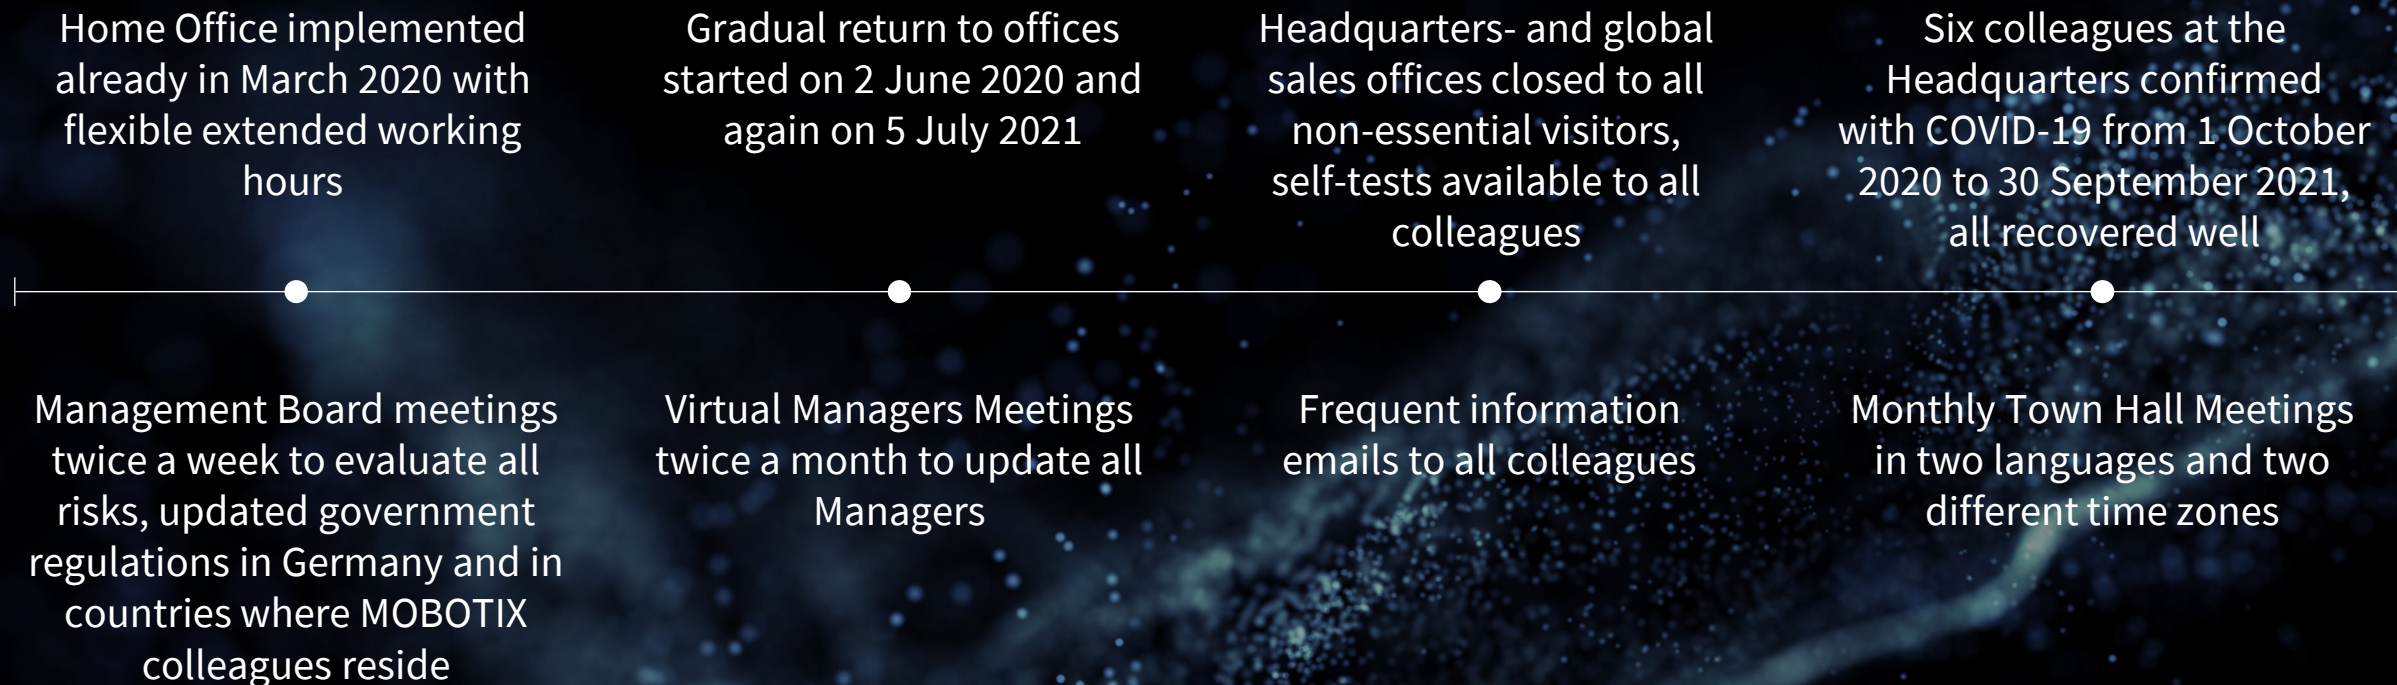 Home Office implemented
already in March 2020 with
flexible extended working
hours
Gradual return to offices
started on 2 June 2020 and
again on 5 July 2021
Headquarters- and global
sales offices closed to all
non-essential visitors,
self-tests available to all
colleagues
Six colleagues at the
Headquarters confirmed
with COVID-19 from 1 October
2020 to 30 September 2021,
all recovered well
Management Board meetings
twice a week to evaluate all
risks, updated government
regulations in Germany and in
countries where MOBOTIX
colleagues reside
Virtual Managers Meetings
twice a month to update all
Managers
Frequent information
emails to all colleagues
Monthly Town Hall Meetings
in two languages and two
different time zones